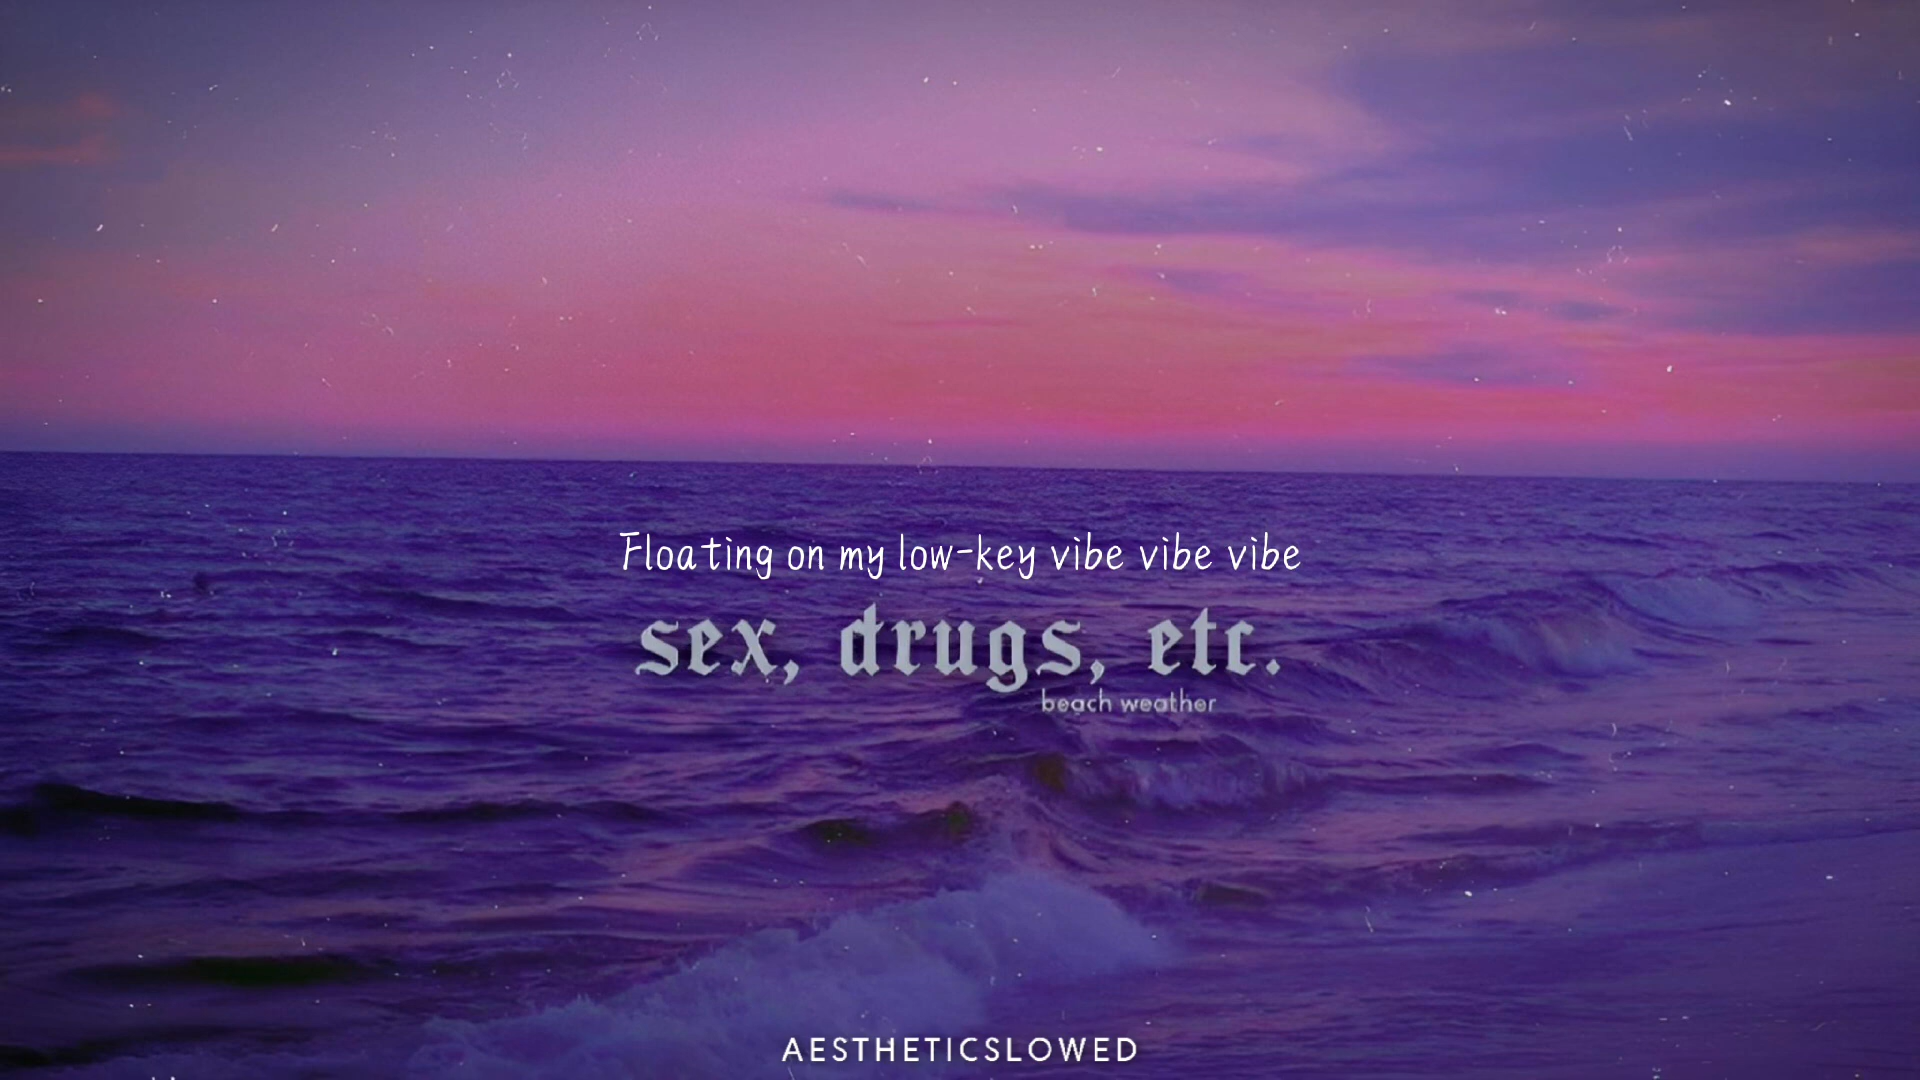 Floating on my low-key vibe vibe vibe
sex, drugs, etc.
beach weather
AESTHETICSLOWED